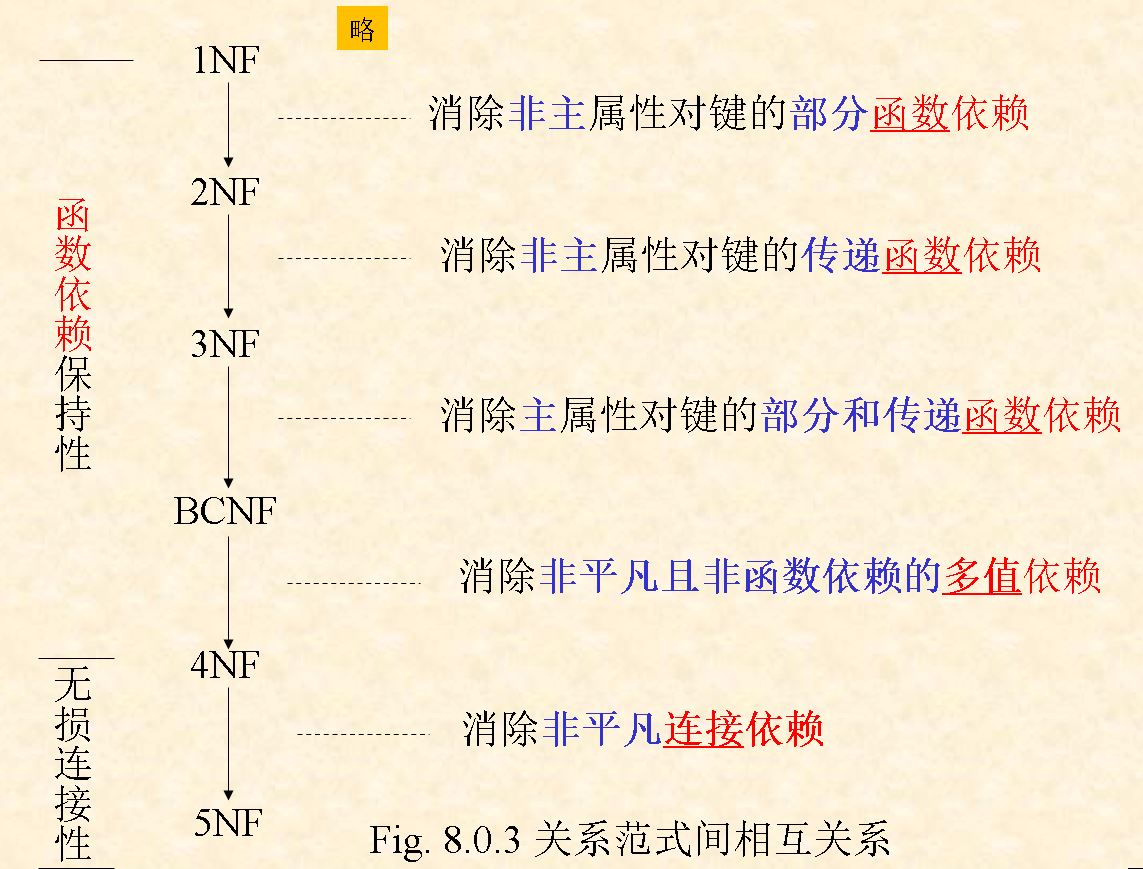 略
1NF
消除非主属性对键的部分函数依赖
2NF
消除非主属性对键的传递函数依赖
3NF
消除主属性对键的部分和传递函数依赖
BCNF
消除非平凡且非函数依赖的多值依赖
4NF
消除非平凡连接依赖
5NF
函数依赖保持性
无损连接性
Fig. 8.0.3 关系范式间相互关系